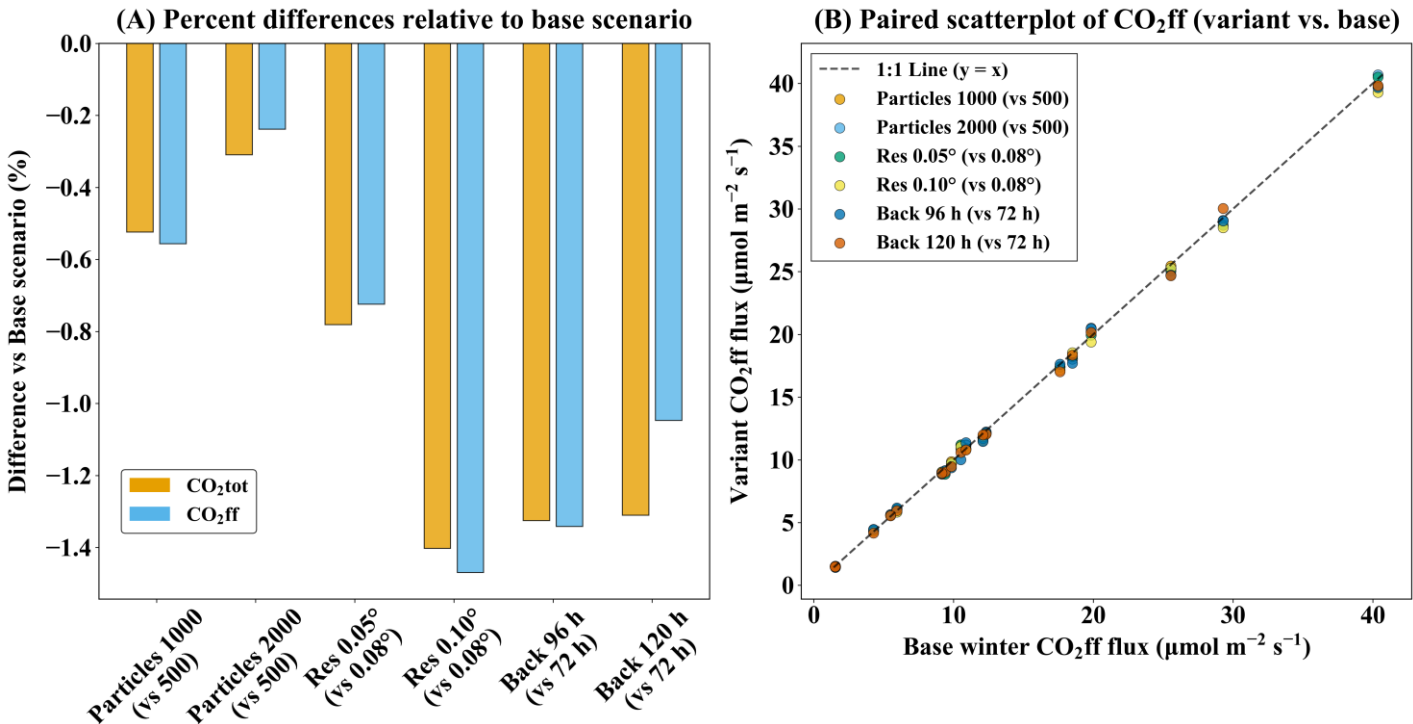 (A) Percent differences relative to base scenario
Difference vs Base scenario (%)
0.0
−0.2
−0.4
−0.6
−0.8
−1.0
−1.2
−1.4
CO₂tot
CO₂ff
Particles 1000
(vs 500)
Particles 2000
(vs 500)
Res 0.05°
(vs 0.08°)
Res 0.10°
(vs 0.08°)
Back 96 h
(vs 72 h)
Back 120 h
(vs 72 h)
(B) Paired scatterplot of CO₂ff (variant vs. base)
Variant CO₂ff flux (μmol m⁻² s⁻¹)
40
35
30
25
20
15
10
5
0
1:1 Line (y = x)
Particles 1000 (vs 500)
Particles 2000 (vs 500)
Res 0.05° (vs 0.08°)
Res 0.10° (vs 0.08°)
Back 96 h (vs 72 h)
Back 120 h (vs 72 h)
0 10 20 30 40
Base winter CO₂ff flux (μmol m⁻² s⁻¹)